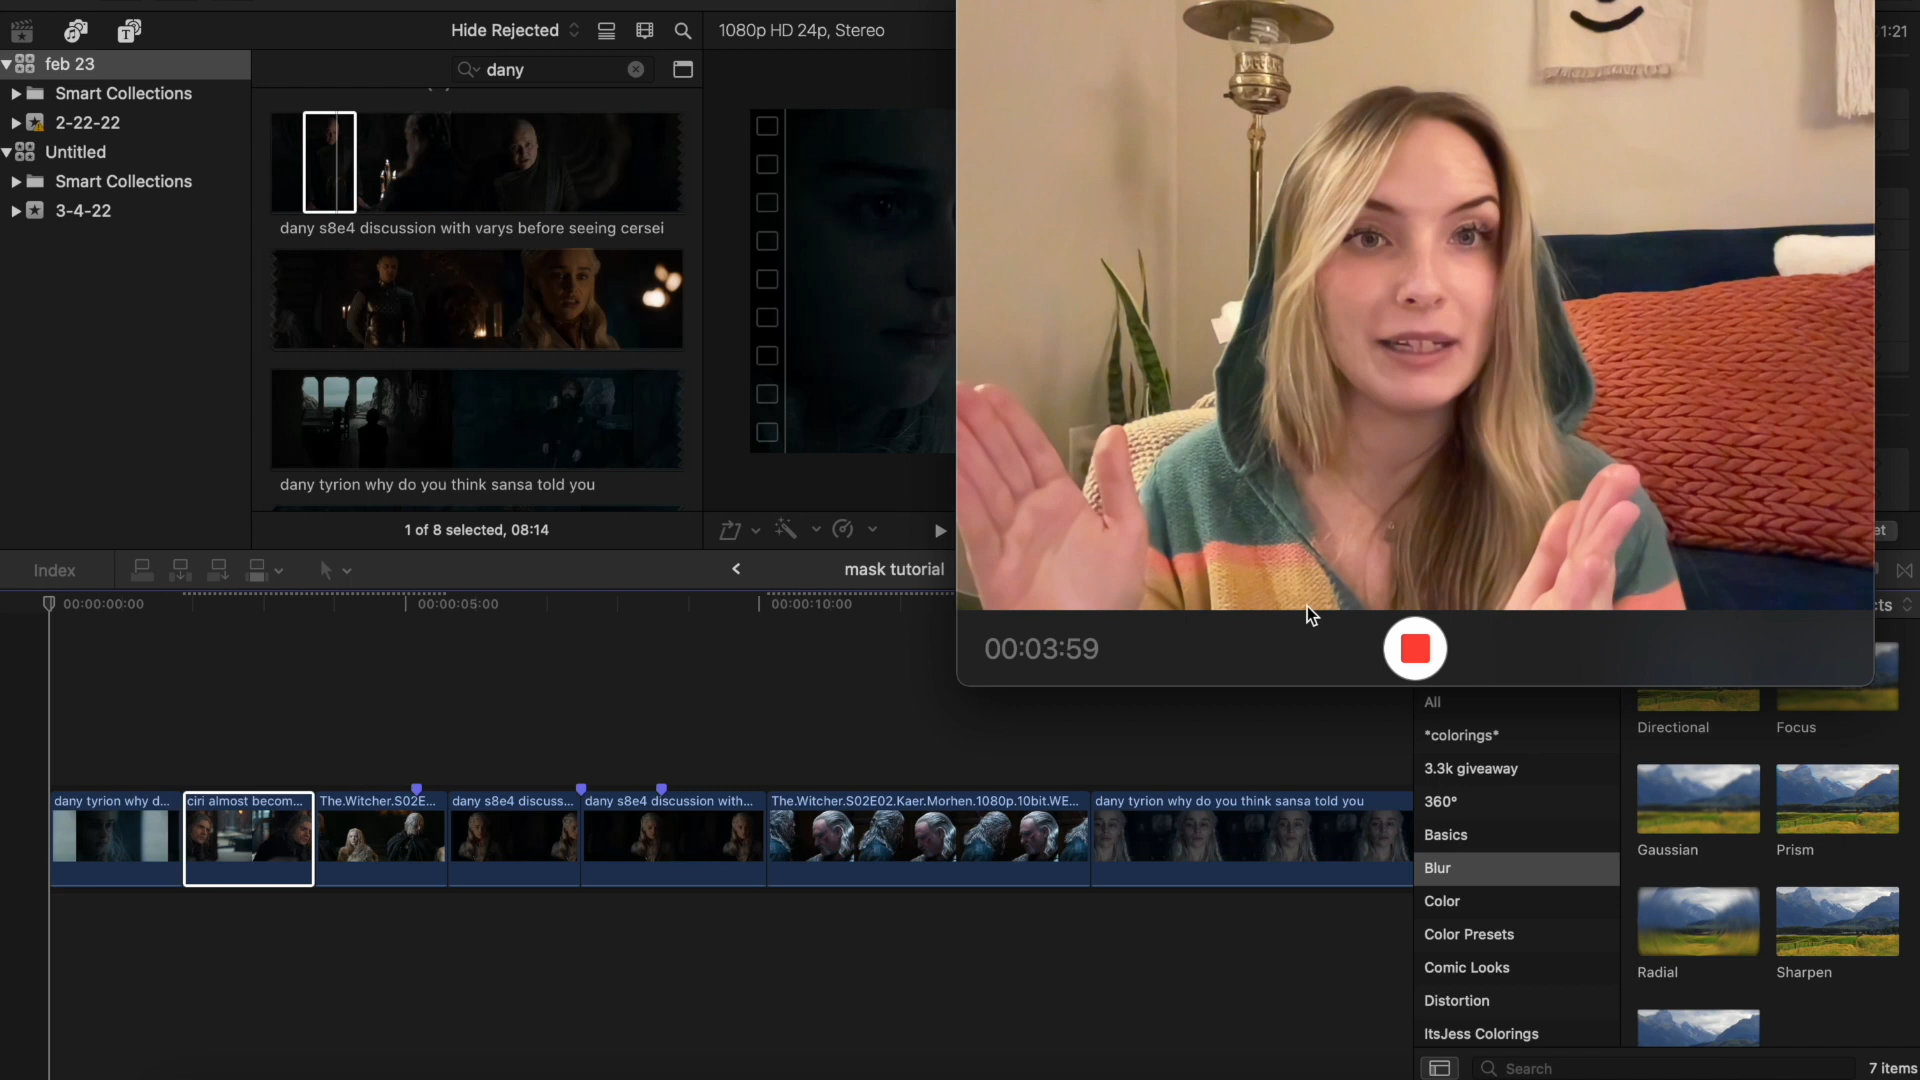 Hide Rejected
1080p HD 24p, Stereo
1:21
feb 23
dany
Smart Collections
2-22-22
Untitled
Smart Collections
3-4-22
dany s8e4 discussion with varys before seeing cersei
dany tyrion why do you think sansa told you
1 of 8 selected, 08:14
et
Index
mask tutorial
00:00:00:00
00:00:05:00
00:00:10:00
cts
00:03:59
All
Directional
Focus
*colorings*
3.3k giveaway
360°
Basics
Blur
Color
Color Presets
Comic Looks
Distortion
ItsJess Colorings
Gaussian
Prism
Radial
Sharpen
dany tyrion why d...
ciri almost becom...
The.Witcher.S02E...
dany s8e4 discuss...
dany s8e4 discussion with...
The.Witcher.S02E02.Kaer.Morhen.1080p.10bit.WE...
dany tyrion why do you think sansa told you
Search
7 items